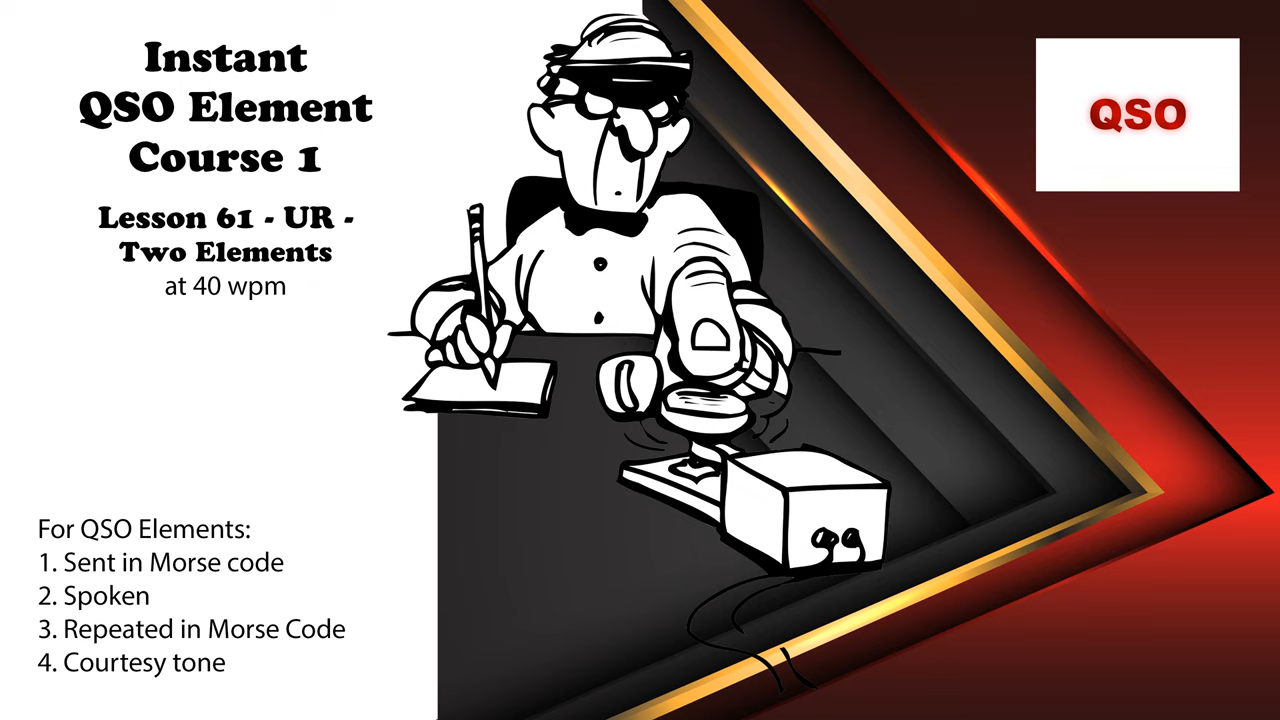 Instant
QSO Element
Course 1
Lesson 61 - UR -
Two Elements
at 40 wpm
QSO
For QSO Elements:
1. Sent in Morse code
2. Spoken
3. Repeated in Morse Code
4. Courtesy tone